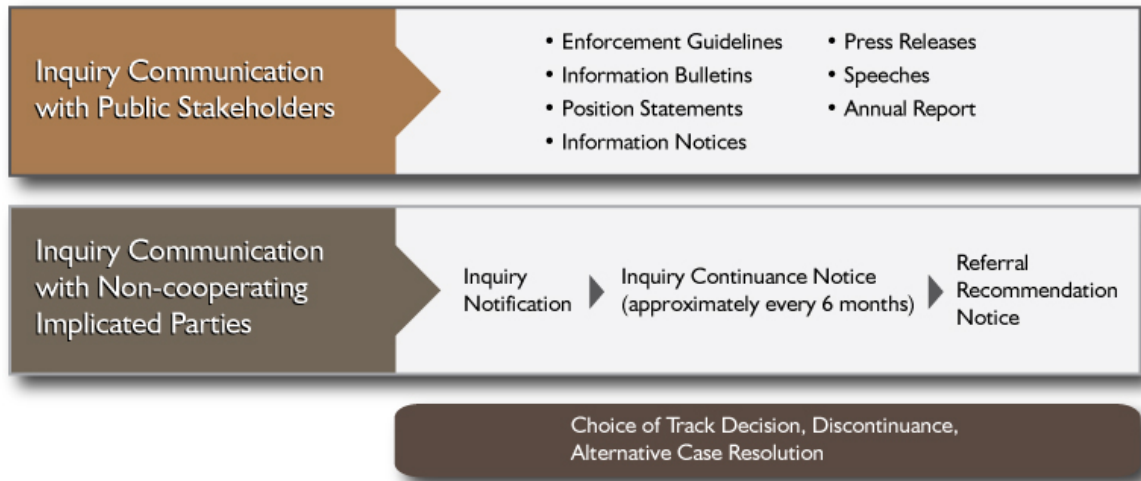 Inquiry Communication
with Public Stakeholders
• Enforcement Guidelines
• Information Bulletins
• Position Statements
• Information Notices
• Press Releases
• Speeches
• Annual Report
Inquiry Communication
with Non-cooperating
Implicated Parties
Inquiry
Notification
Inquiry Continuance Notice
(approximately every 6 months)
Referral
Recommendation
Notice
Choice of Track Decision, Discontinuance,
Alternative Case Resolution